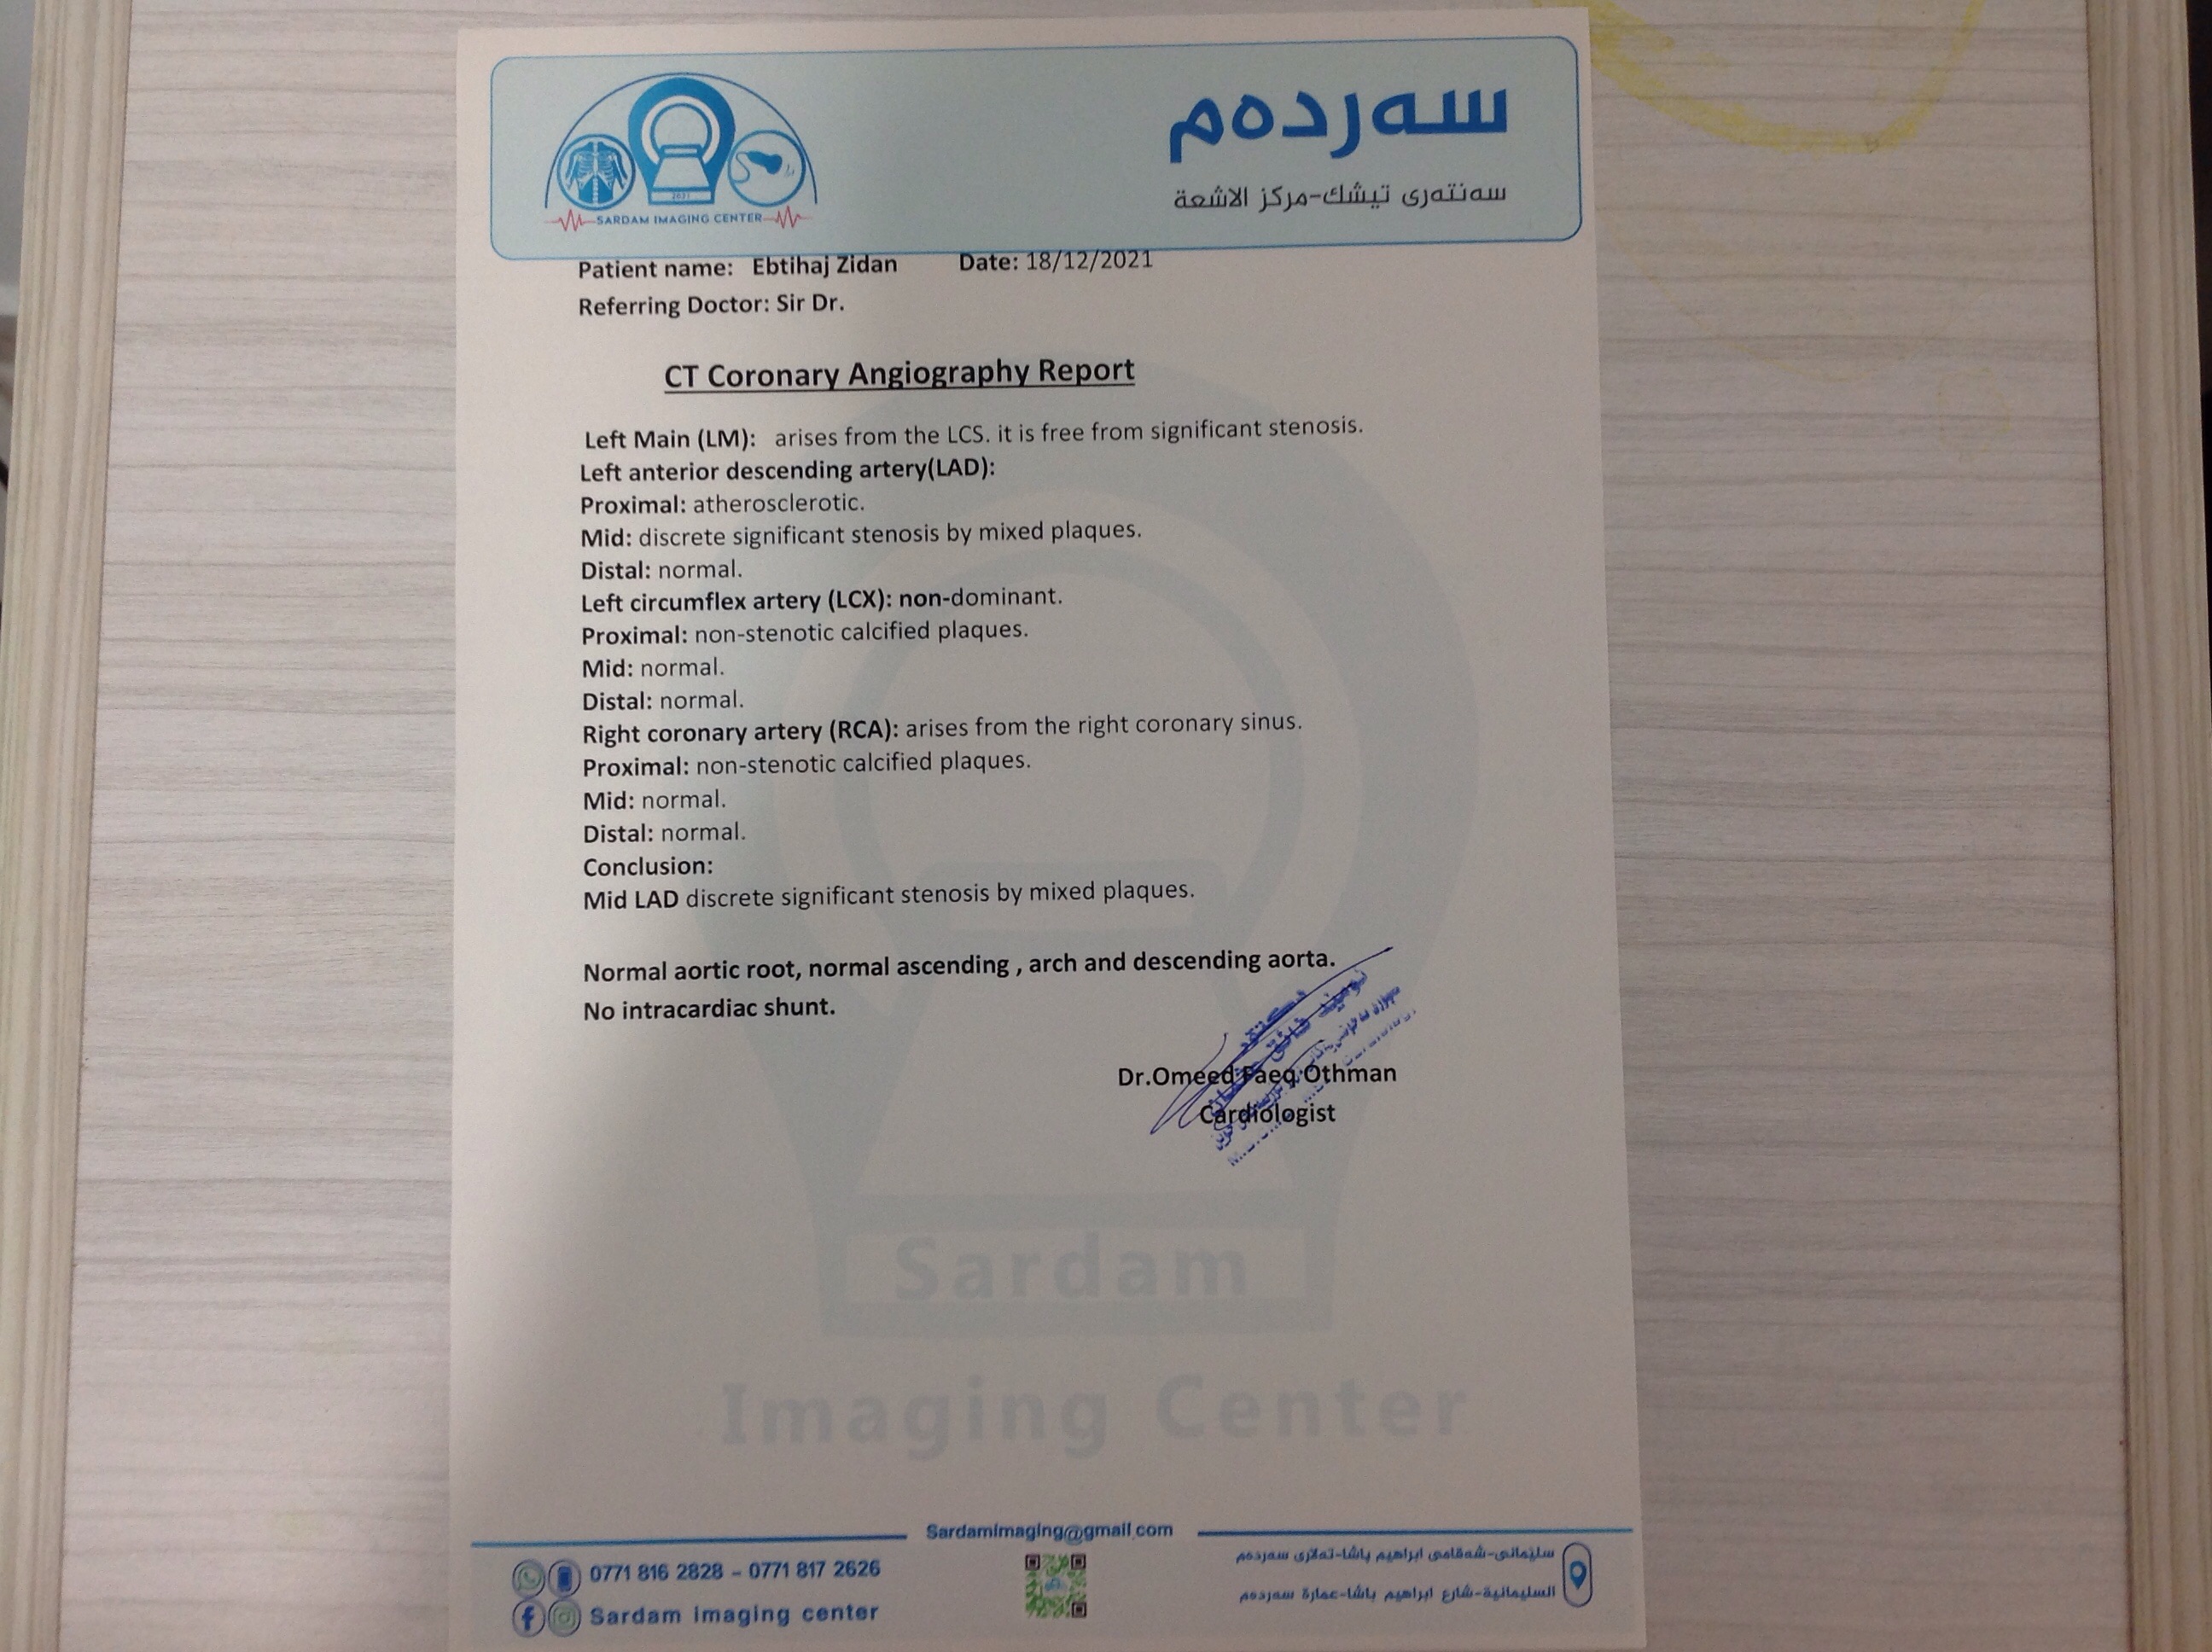 سەردەم
سەنتەری تیشك-مركز الاشعة
2021
SARDAM IMAGING CENTER
Patient name: Ebtihaj Zidan Date: 18/12/2021
Referring Doctor: Sir Dr.
CT Coronary Angiography Report
Left Main (LM): arises from the LCS. it is free from significant stenosis.
Left anterior descending artery(LAD):
Proximal: atherosclerotic.
Mid: discrete significant stenosis by mixed plaques.
Distal: normal.
Left circumflex artery (LCX): non-dominant.
Proximal: non-stenotic calcified plaques.
Mid: normal.
Distal: normal.
Right coronary artery (RCA): arises from the right coronary sinus.
Proximal: non-stenotic calcified plaques.
Mid: normal.
Distal: normal.
Conclusion:
Mid LAD discrete significant stenosis by mixed plaques.
Normal aortic root, normal ascending , arch and descending aorta.
No intracardiac shunt.
Dr.Omeed Faeq Othman
Cardiologist
Sardam
Imaging Center
Sardamimaging@gmail.com
0771 816 2828 - 0771 817 2626
Sardam imaging center
سلێمانی-شەقامی ابراهیم پاشا-تەلاری سەردەم
السليمانية-شارع ابراهيم باشا-عمارة سەردەم